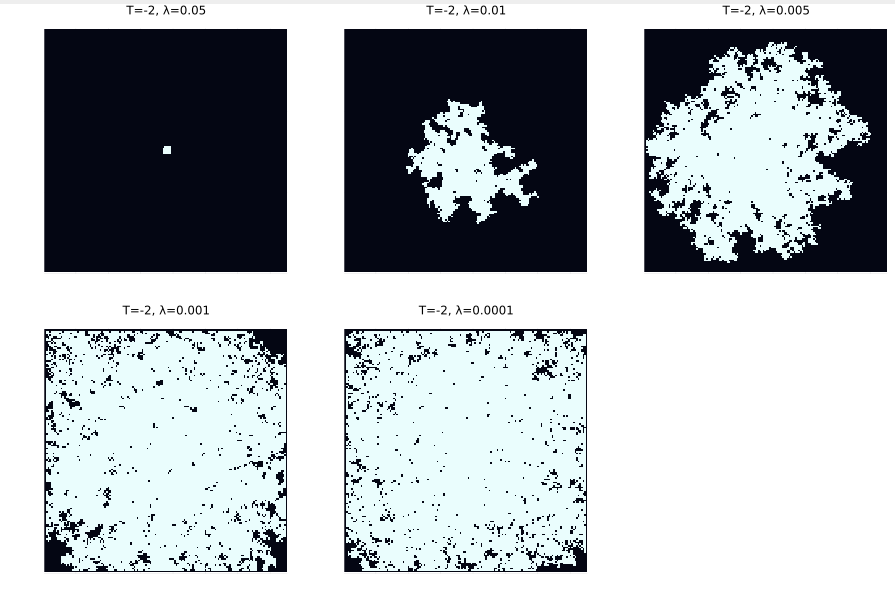 T=-2, λ=0.05
T=-2, λ=0.01
T=-2, λ=0.005
T=-2, λ=0.001
T=-2, λ=0.0001